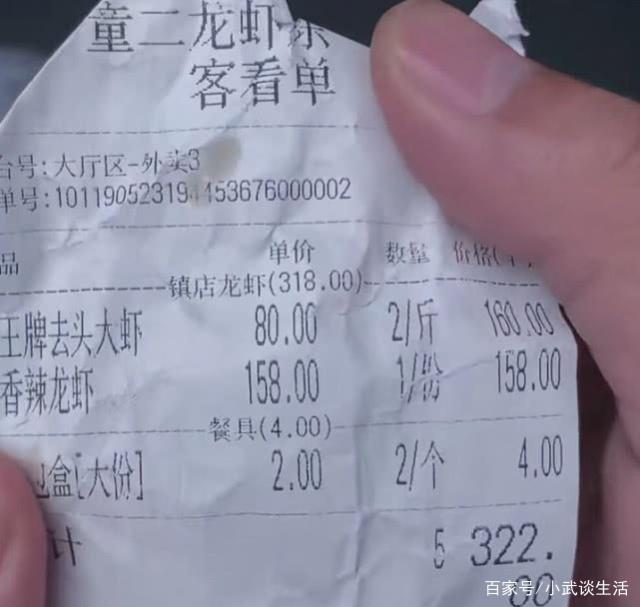 童二龙虾
客看单
台号:大厅区-外卖3
单号:101190523194453676000002
品 单价 数量 价格(
镇店龙虾(318.00)
王牌去头大虾 80.00 2/斤 160.00
香辣龙虾 158.00 1/份 158.00
餐具(4.00)
包盒[大份] 2.00 2/个 4.00
计 5 322.
00
百家号/小武谈生活